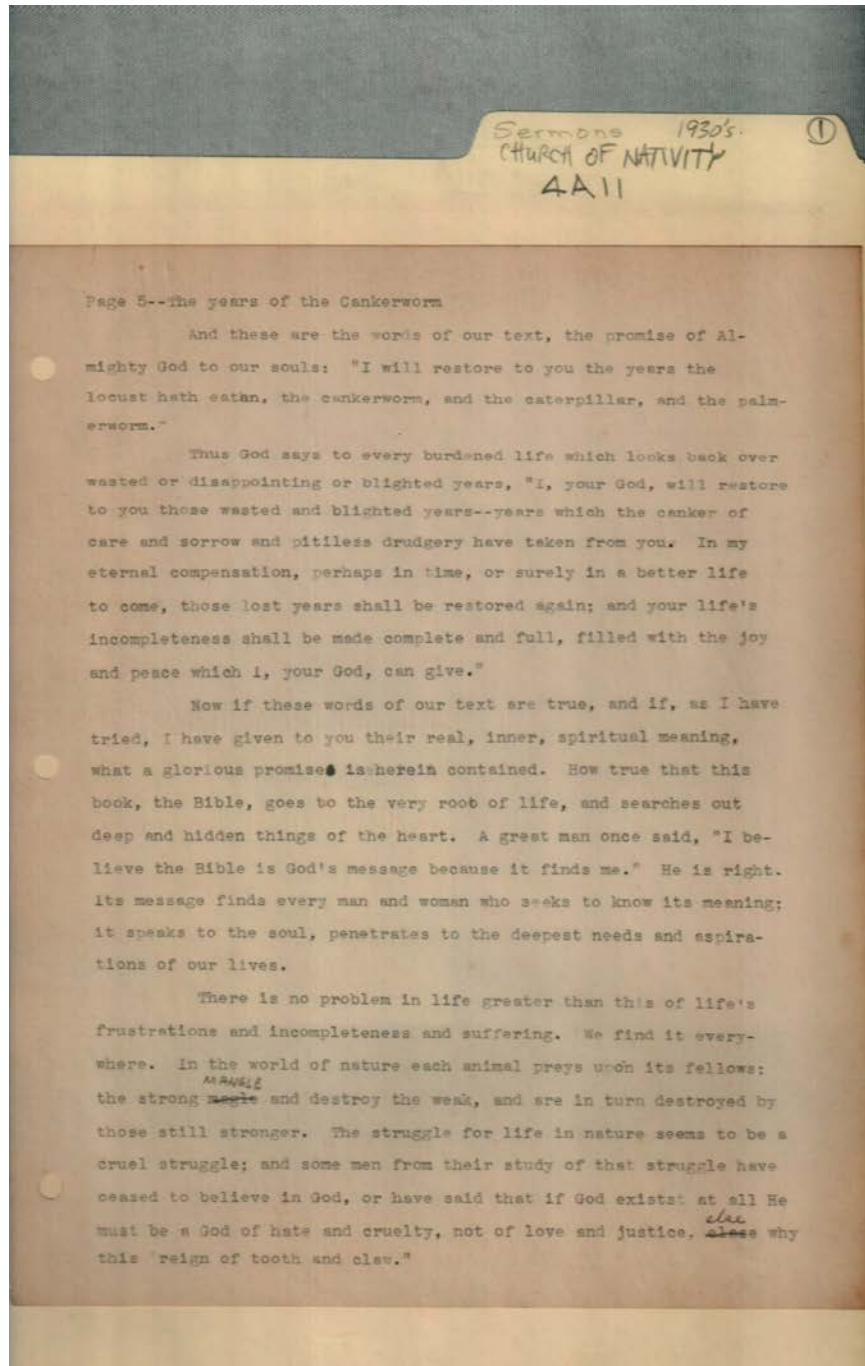 Sermons 1930's. 1
CHURCH OF NATIVITY
4A11
Page 5--The years of the Cankerworm
And these are the words of our text, the promise of Al-
mighty God to our souls: "I will restore to you the years the
locust hath eatan, the cankerworm, and the caterpillar, and the palm-
erworm."
Thus God says to every burdened life which looks back over
wasted or disappointing or blighted years, "I, your God, will restore
to you those wasted and blighted years--years which the canker of
care and sorrow and pitiless drudgery have taken from you. In my
eternal compensation, perhaps in time, or surely in a better life
to come, those lost years shall be restored again; and your life's
incompleteness shall be made complete and full, filled with the joy
and peace which I, your God, can give."
Now if these words of our text are true, and if, as I have
tried, I have given to you their real, inner, spiritual meaning,
what a glorious promise is herein contained. How true that this
book, the Bible, goes to the very root of life, and searches out
deep and hidden things of the heart. A great man once said, "I be-
lieve the Bible is God's message because it finds me." He is right.
Its message finds every man and woman who seeks to know its meaning;
it speaks to the soul, penetrates to the deepest needs and aspira-
tions of our lives.
There is no problem in life greater than this of life's
frustrations and incompleteness and suffering. We find it every-
where. In the world of nature each animal preys upon its fellows:
MANGLE
the strong magle and destroy the weak, and are in turn destroyed by
those still stronger. The struggle for life in nature seems to be a
cruel struggle; and some men from their study of that struggle have
ceased to believe in God, or have said that if God exists at all He
else
must be a God of hate and cruelty, not of love and justice, why
this "reign of tooth and claw."